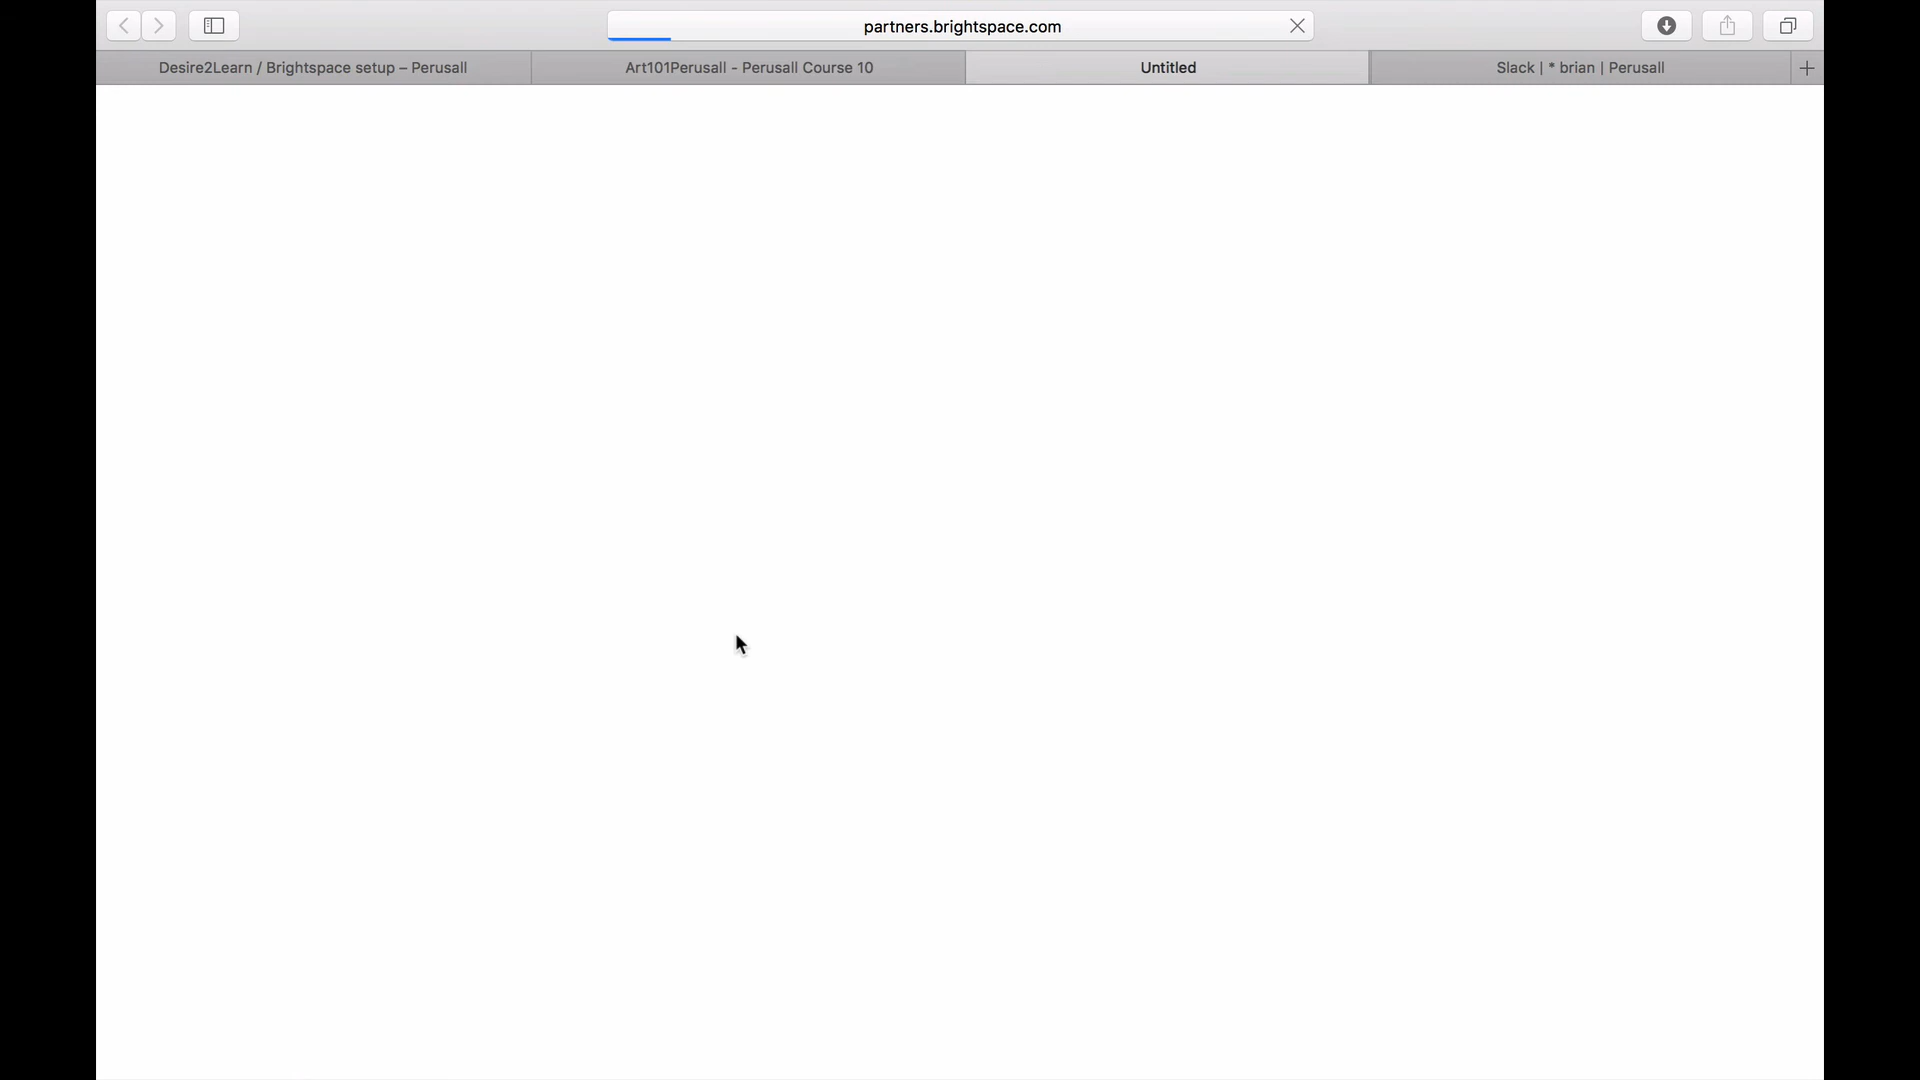 partners.brightspace.com
Desire2Learn / Brightspace setup – Perusall
Art101Perusall - Perusall Course 10
Untitled
Slack | * brian | Perusall